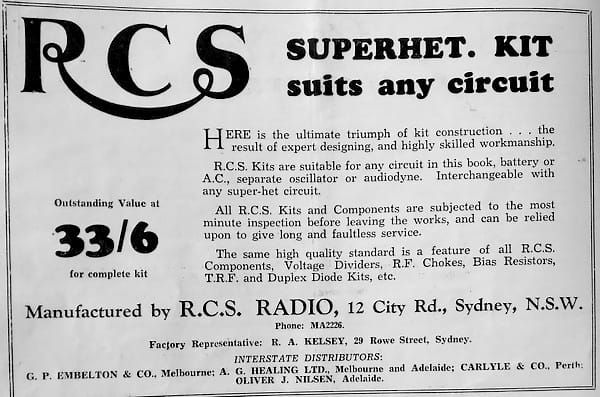 RCS
SUPERHET. KIT
suits any circuit
HERE is the ultimate triumph of kit construction . . . the
result of expert designing, and highly skilled workmanship.
R.C.S. Kits are suitable for any circuit in this book, battery or
A.C., separate oscillator or audiodyne. Interchangeable with
any super-het circuit.
All R.C.S. Kits and Components are subjected to the most
minute inspection before leaving the works, and can be relied
upon to give long and faultless service.
The same high quality standard is a feature of all R.C.S.
Components, Voltage Dividers, R.F. Chokes, Bias Resistors,
T.R.F. and Duplex Diode Kits, etc.
Outstanding Value at
33/6
for complete kit
Manufactured by R.C.S. RADIO, 12 City Rd., Sydney, N.S.W.
Phone: MA2226.
Factory Representative: R. A. KELSEY, 29 Rowe Street, Sydney.
INTERSTATE DISTRIBUTORS:
G. P. EMBELTON & CO., Melbourne; A. G. HEALING LTD., Melbourne and Adelaide; CARLYLE & CO., Perth;
OLIVER J. NILSEN, Adelaide.